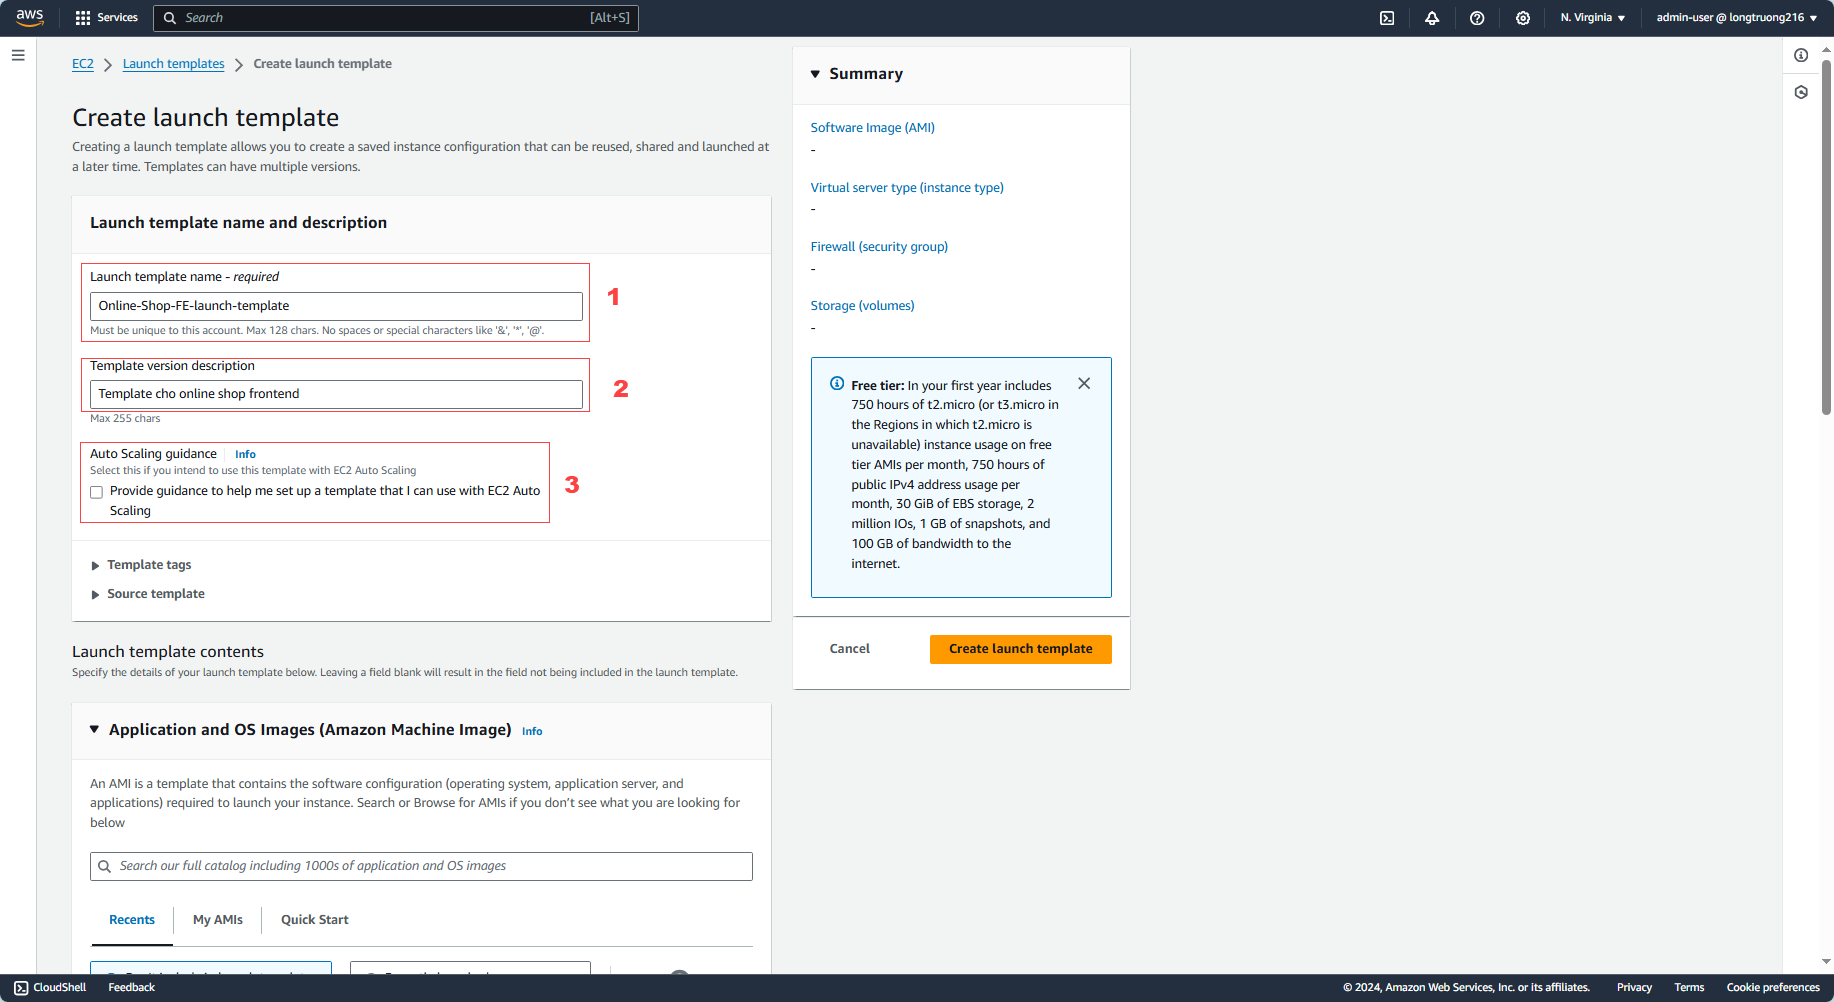 aws
Services
Search
[Alt+S]
N. Virginia
admin-user @ longtruong216
EC2
Launch templates
Create launch template
Create launch template
Creating a launch template allows you to create a saved instance configuration that can be reused, shared and launched at
a later time. Templates can have multiple versions.
Launch template name and description
Launch template name - required
Online-Shop-FE-launch-template
Must be unique to this account. Max 128 chars. No spaces or special characters like '&', '*', '@'.
1
Template version description
Template cho online shop frontend
Max 255 chars
2
Auto Scaling guidance
Info
Select this if you intend to use this template with EC2 Auto Scaling
Provide guidance to help me set up a template that I can use with EC2 Auto
Scaling
3
Template tags
Source template
Launch template contents
Specify the details of your launch template below. Leaving a field blank will result in the field not being included in the launch template.
Application and OS Images (Amazon Machine Image)
Info
An AMI is a template that contains the software configuration (operating system, application server, and
applications) required to launch your instance. Search or Browse for AMIs if you don't see what you are looking for
below
Search our full catalog including 1000s of application and OS images
Recents
My AMIs
Quick Start
Summary
Software Image (AMI)
-
Virtual server type (instance type)
-
Firewall (security group)
-
Storage (volumes)
-
Free tier: In your first year includes
750 hours of t2.micro (or t3.micro in
the Regions in which t2.micro is
unavailable) instance usage on free
tier AMIs per month, 750 hours of
public IPv4 address usage per
month, 30 GiB of EBS storage, 2
million IOs, 1 GB of snapshots, and
100 GB of bandwidth to the
internet.
Cancel
Create launch template
CloudShell
Feedback
© 2024, Amazon Web Services, Inc. or its affiliates.
Privacy
Terms
Cookie preferences